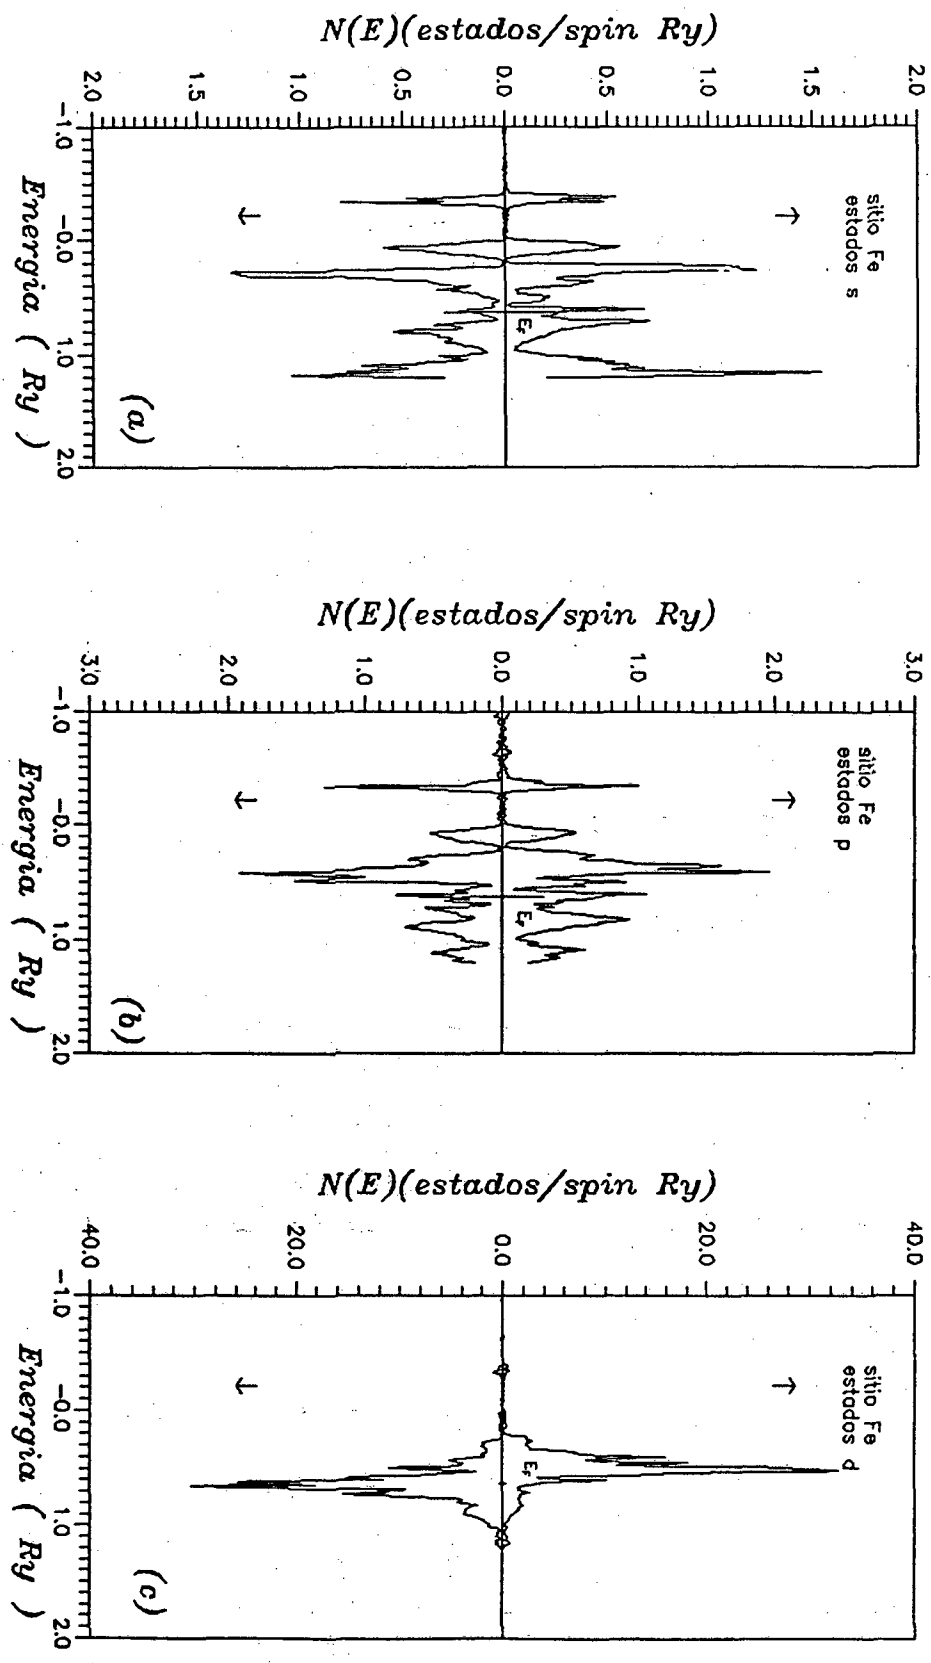 N(E)(estados/spin Ry)
2.0
1.5
1.0
0.5
0.0
0.5
1.0
1.5
2.0
sitio Fe
estados s
↑
↓
E_F
-1.0
-0.0
1.0
2.0
Energia ( Ry )
(a)
N(E)(estados/spin Ry)
3.0
2.0
1.0
0.0
1.0
2.0
3.0
sitio Fe
estados p
↑
↓
E_F
-1.0
-0.0
1.0
2.0
Energia ( Ry )
(b)
N(E)(estados/spin Ry)
40.0
20.0
0.0
20.0
40.0
sitio Fe
estados d
↑
↓
E_F
-1.0
-0.0
1.0
2.0
Energia ( Ry )
(c)